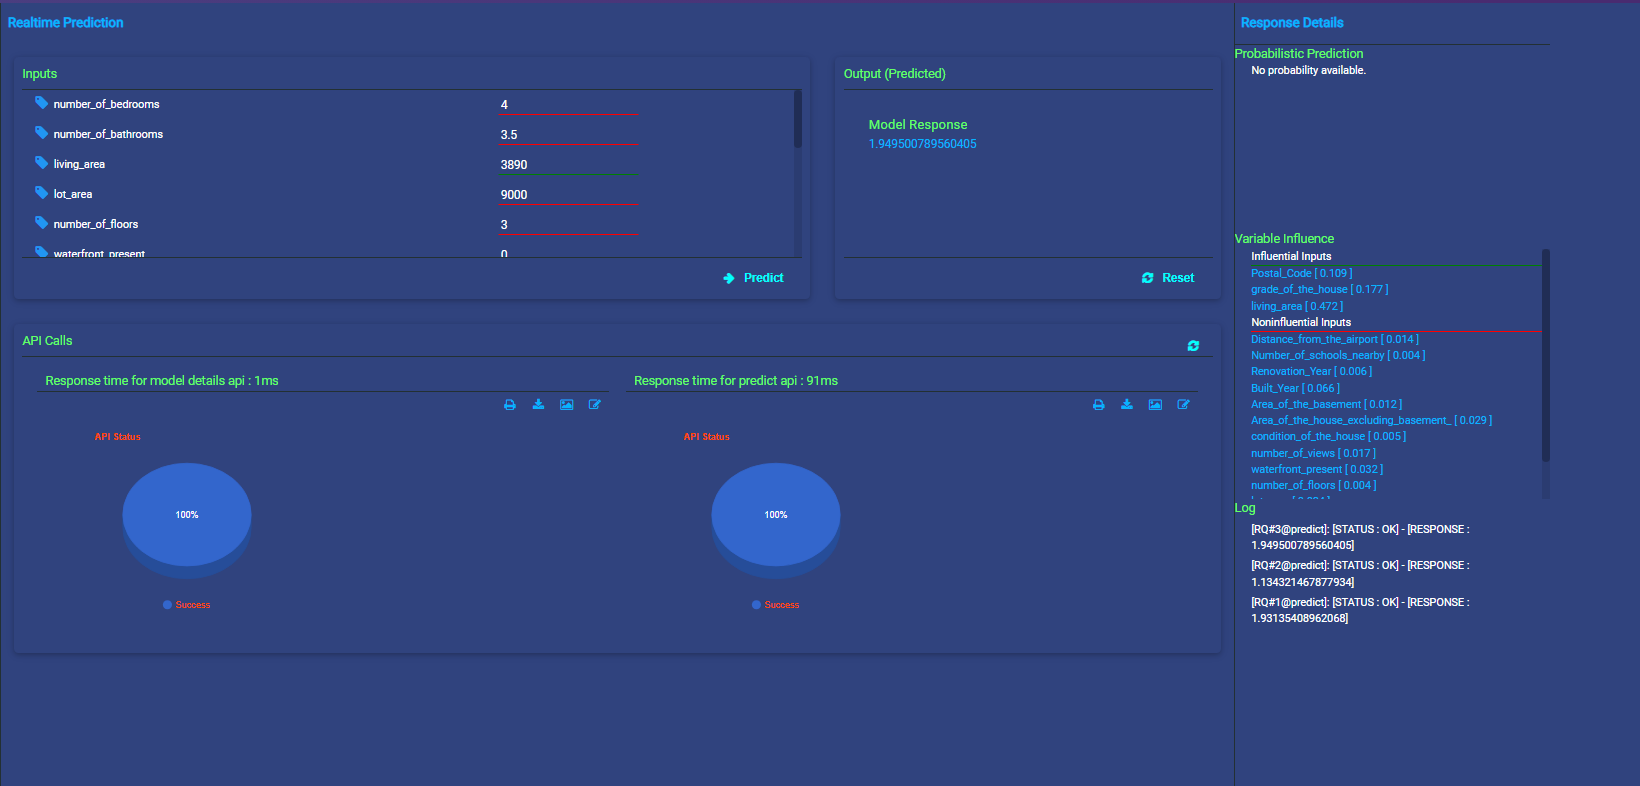 Realtime Prediction
Inputs
number_of_bedrooms 4
number_of_bathrooms 3.5
living_area 3890
lot_area 9000
number_of_floors 3
waterfront_present 0
Predict
Output (Predicted)
Model Response
1.949500789560405
Reset
API Calls
Response time for model details api : 1ms
API Status
100%
Success
Response time for predict api : 91ms
API Status
100%
Success
Response Details
Probabilistic Prediction
No probability available.
Variable Influence
Influential Inputs
Postal_Code [ 0.109 ]
grade_of_the_house [ 0.177 ]
living_area [ 0.472 ]
Noninfluential Inputs
Distance_from_the_airport [ 0.014 ]
Number_of_schools_nearby [ 0.004 ]
Renovation_Year [ 0.006 ]
Built_Year [ 0.066 ]
Area_of_the_basement [ 0.012 ]
Area_of_the_house_excluding_basement_ [ 0.029 ]
condition_of_the_house [ 0.005 ]
number_of_views [ 0.017 ]
waterfront_present [ 0.032 ]
number_of_floors [ 0.004 ]
Log
[RQ#3@predict]: [STATUS : OK] - [RESPONSE :
1.949500789560405]
[RQ#2@predict]: [STATUS : OK] - [RESPONSE :
1.134321467877934]
[RQ#1@predict]: [STATUS : OK] - [RESPONSE :
1.93135408962068]